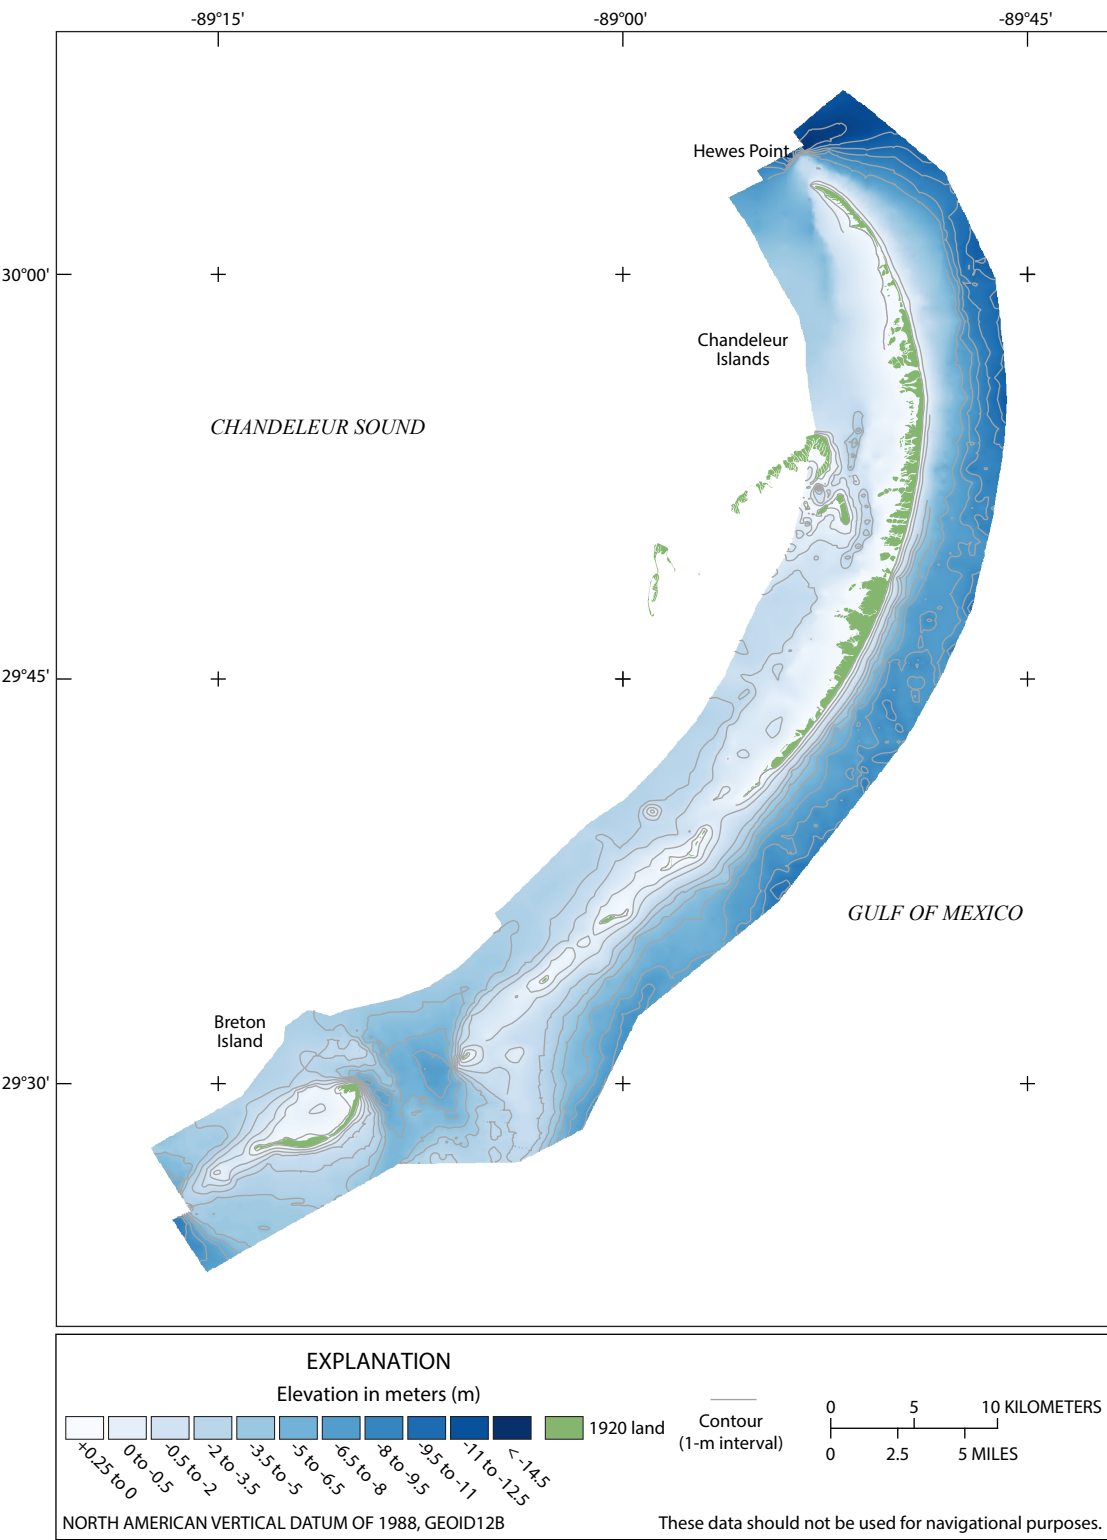 -89°15'
-89°00'
-89°45'
Hewes Point
30°00'
Chandeleur
Islands
CHANDELEUR SOUND
29°45'
GULF OF MEXICO
Breton
Island
29°30'
EXPLANATION
Elevation in meters (m)
+0.25 to 0
0 to -0.5
-0.5 to -2
-2 to -3.5
-3.5 to -5
-5 to -6.5
-6.5 to -8
-8 to -9.5
-9.5 to -11
-11 to -12.5
< -14.5
1920 land
Contour
(1-m interval)
0 5 10 KILOMETERS
0 2.5 5 MILES
NORTH AMERICAN VERTICAL DATUM OF 1988, GEOID12B
These data should not be used for navigational purposes.